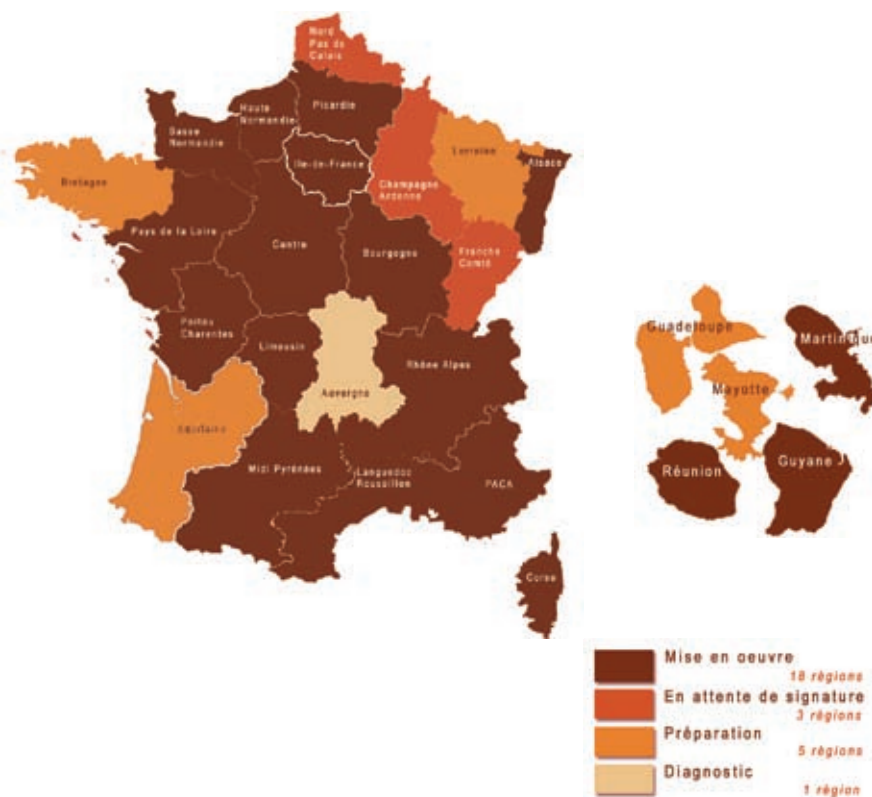 Nord
Pas de
Calais
Haute
Normandie
Picardie
Basse
Normandie
Ile-de-France
Lorraine
Alsace
Champagne
Ardenne
Bretagne
Pays de la Loire
Centre
Bourgogne
Franche
Comté
Poitou
Charentes
Limousin
Auvergne
Rhône Alpes
Aquitaine
Midi Pyrénées
Languedoc
Roussillon
PACA
Corse
Guadeloupe
Martinique
Mayotte
Réunion
Guyane
Mise en oeuvre
18 régions
En attente de signature
3 régions
Préparation
5 régions
Diagnostic
1 région